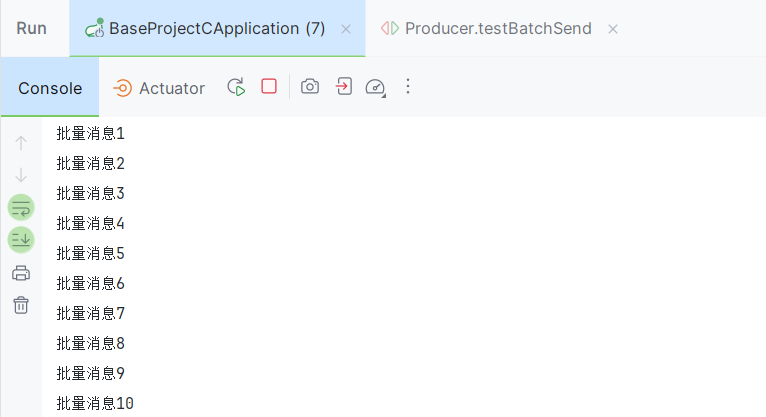 Run BaseProjectCApplication (7) Producer.testBatchSend
Console Actuator
批量消息1
批量消息2
批量消息3
批量消息4
批量消息5
批量消息6
批量消息7
批量消息8
批量消息9
批量消息10